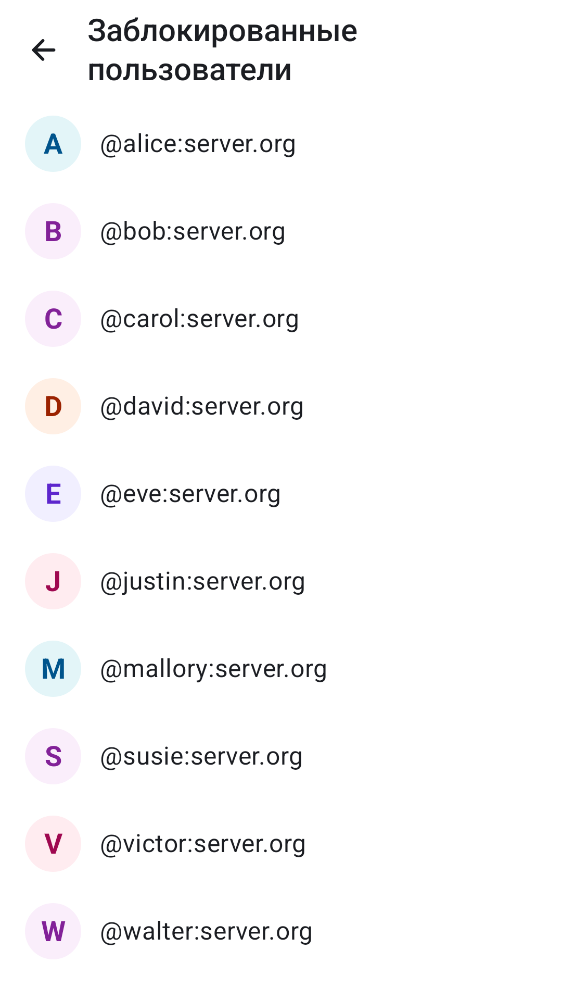 Заблокированные
пользователи
A @alice:server.org
B @bob:server.org
C @carol:server.org
D @david:server.org
E @eve:server.org
J @justin:server.org
M @mallory:server.org
S @susie:server.org
V @victor:server.org
W @walter:server.org